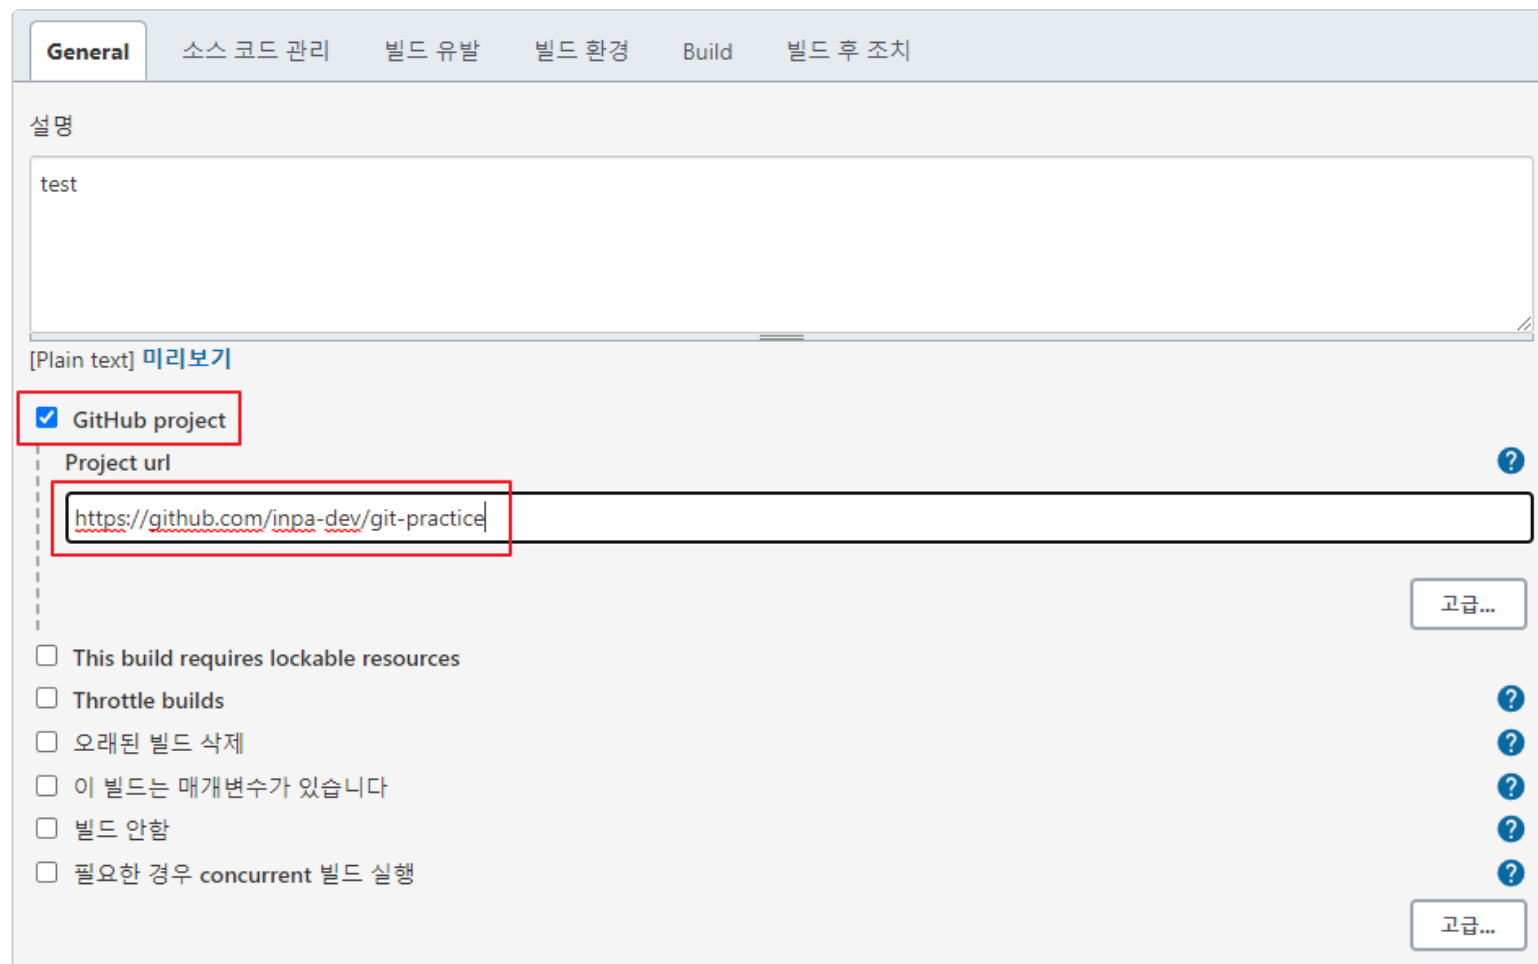 General 소스 코드 관리 빌드 유발 빌드 환경 Build 빌드 후 조치
설명
test
[Plain text] 미리보기
GitHub project
Project url
https://github.com/inpa-dev/git-practice
고급...
This build requires lockable resources
Throttle builds
오래된 빌드 삭제
이 빌드는 매개변수가 있습니다
빌드 안함
필요한 경우 concurrent 빌드 실행
고급...